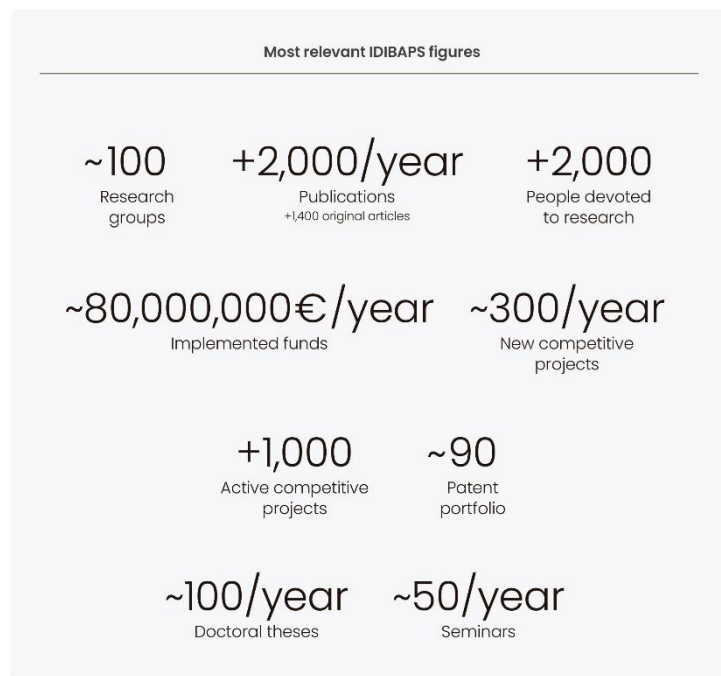 Most relevant IDIBAPS figures
~100
Research
groups
+2,000/year
Publications
+1,400 original articles
+2,000
People devoted
to research
~80,000,000€/year
Implemented funds
~300/year
New competitive
projects
+1,000
Active competitive
projects
~90
Patent
portfolio
~100/year
Doctoral theses
~50/year
Seminars